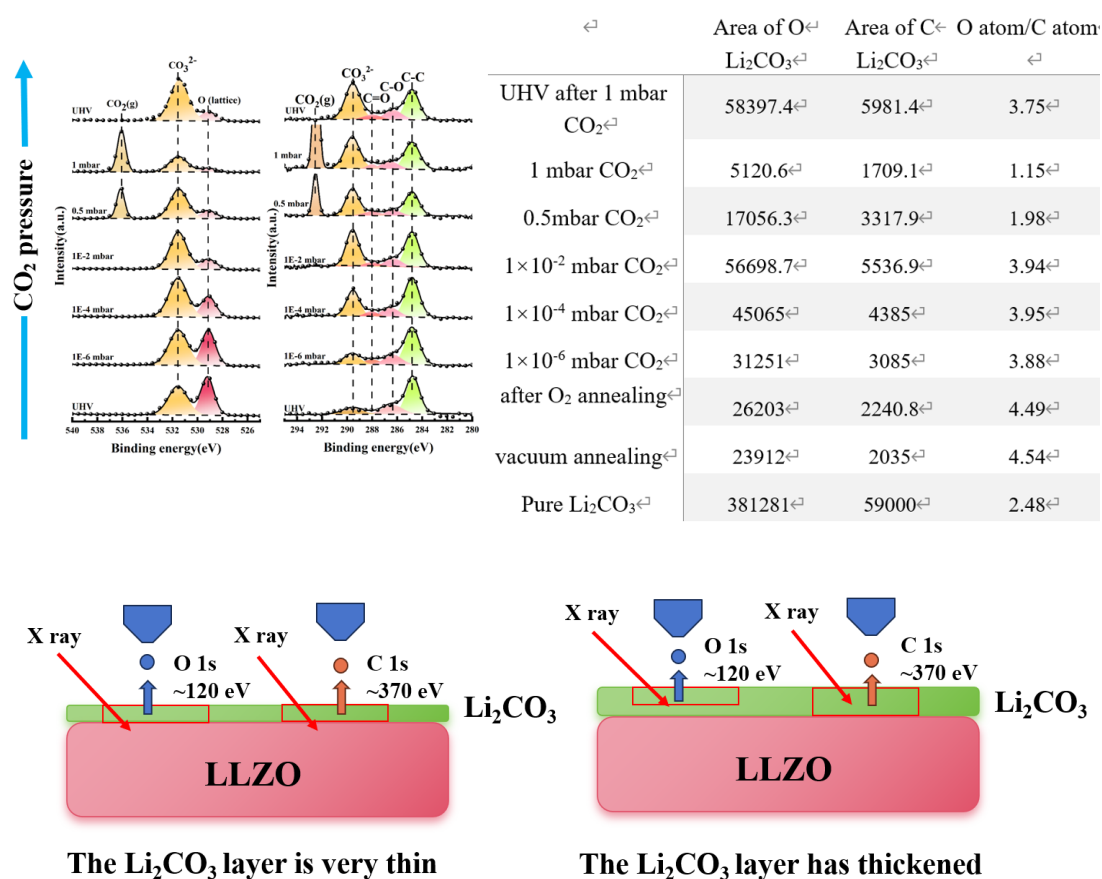 CO₂ pressure
Intensity(a.u.)
CO₃²⁻
CO₂(g)
O (lattice)
UHV
1 mbar
0.5 mbar
1E-2 mbar
1E-4 mbar
1E-6 mbar
UHV
540 538 536 534 532 530 528 526
Binding energy(eV)
Intensity(a.u.)
CO₃²⁻
C-C
C-O
CO₂(g)
C=O
UHV
1 mbar
0.5 mbar
1E-2 mbar
1E-4 mbar
1E-6 mbar
UHV
294 292 290 288 286 284 282 280
Binding energy(eV)
↵ Area of O↵ Area of C↵ O atom/C atom↵
Li₂CO₃↵ Li₂CO₃↵ ↵
UHV after 1 mbar
CO₂↵ 58397.4↵ 5981.4↵ 3.75↵
1 mbar CO₂↵ 5120.6↵ 1709.1↵ 1.15↵
0.5mbar CO₂↵ 17056.3↵ 3317.9↵ 1.98↵
1×10⁻² mbar CO₂↵ 56698.7↵ 5536.9↵ 3.94↵
1×10⁻⁴ mbar CO₂↵ 45065↵ 4385↵ 3.95↵
1×10⁻⁶ mbar CO₂↵ 31251↵ 3085↵ 3.88↵
after O₂ annealing↵ 26203↵ 2240.8↵ 4.49↵
vacuum annealing↵ 23912↵ 2035↵ 4.54↵
Pure Li₂CO₃↵ 381281↵ 59000↵ 2.48↵
X ray
O 1s
~120 eV
X ray
C 1s
~370 eV
Li₂CO₃
LLZO
The Li₂CO₃ layer is very thin
X ray
O 1s
~120 eV
X ray
C 1s
~370 eV
Li₂CO₃
LLZO
The Li₂CO₃ layer has thickened